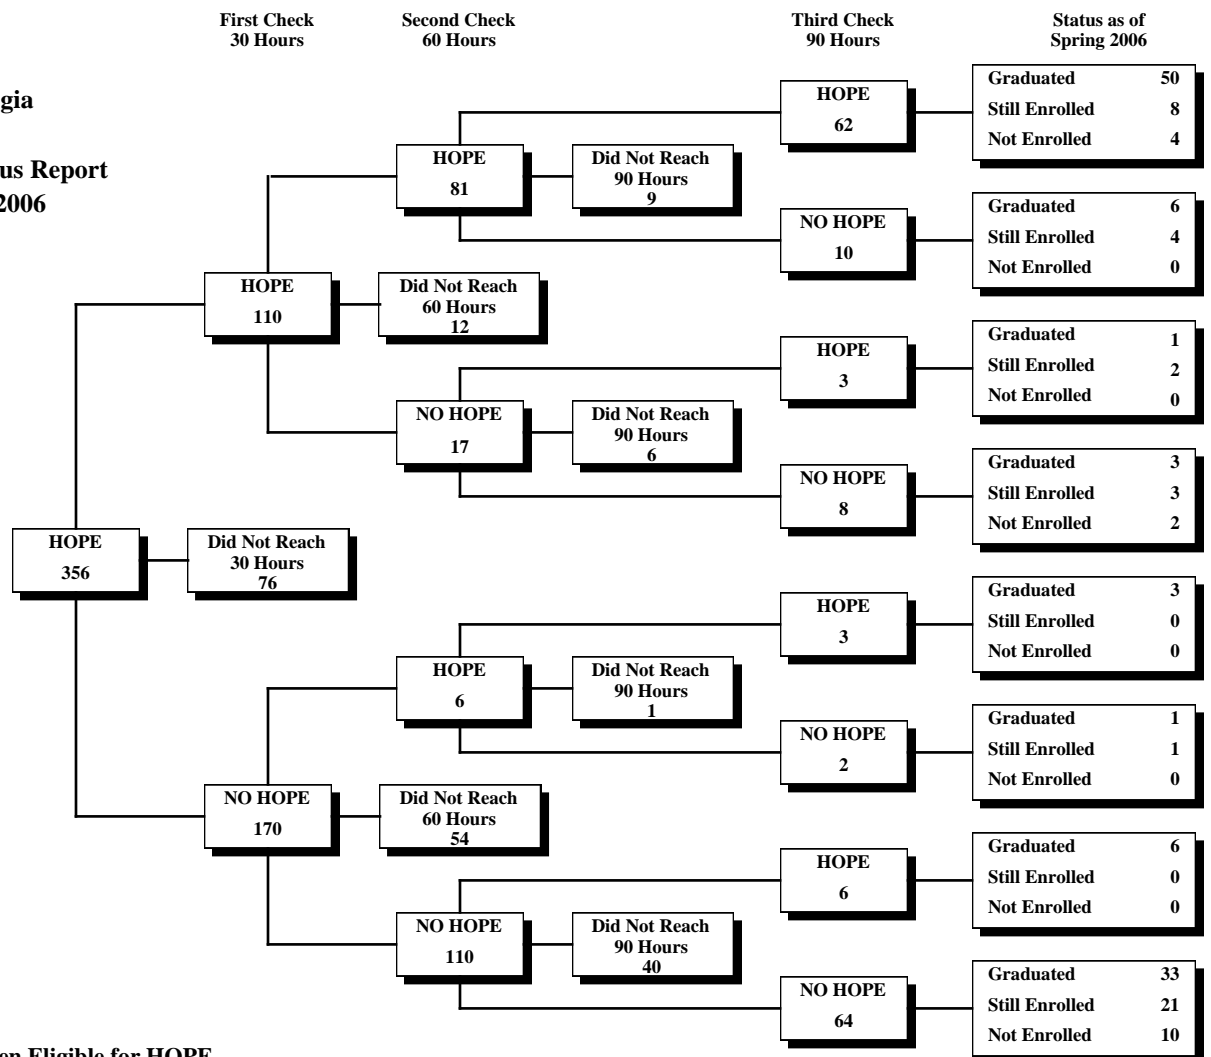 First Check
30 Hours
Second Check
60 Hours
Third Check
90 Hours
Status as of
Spring 2006
gia
us Report
2006
HOPE
356
Did Not Reach
30 Hours
76
HOPE
110
Did Not Reach
60 Hours
12
NO HOPE
170
Did Not Reach
60 Hours
54
HOPE
81
Did Not Reach
90 Hours
9
NO HOPE
17
Did Not Reach
90 Hours
6
HOPE
6
Did Not Reach
90 Hours
1
NO HOPE
110
Did Not Reach
90 Hours
40
HOPE
62
Graduated 50
Still Enrolled 8
Not Enrolled 4
NO HOPE
10
Graduated 6
Still Enrolled 4
Not Enrolled 0
HOPE
3
Graduated 1
Still Enrolled 2
Not Enrolled 0
NO HOPE
8
Graduated 3
Still Enrolled 3
Not Enrolled 2
HOPE
3
Graduated 3
Still Enrolled 0
Not Enrolled 0
NO HOPE
2
Graduated 1
Still Enrolled 1
Not Enrolled 0
HOPE
6
Graduated 6
Still Enrolled 0
Not Enrolled 0
NO HOPE
64
Graduated 33
Still Enrolled 21
Not Enrolled 10
en Eligible for HOPE